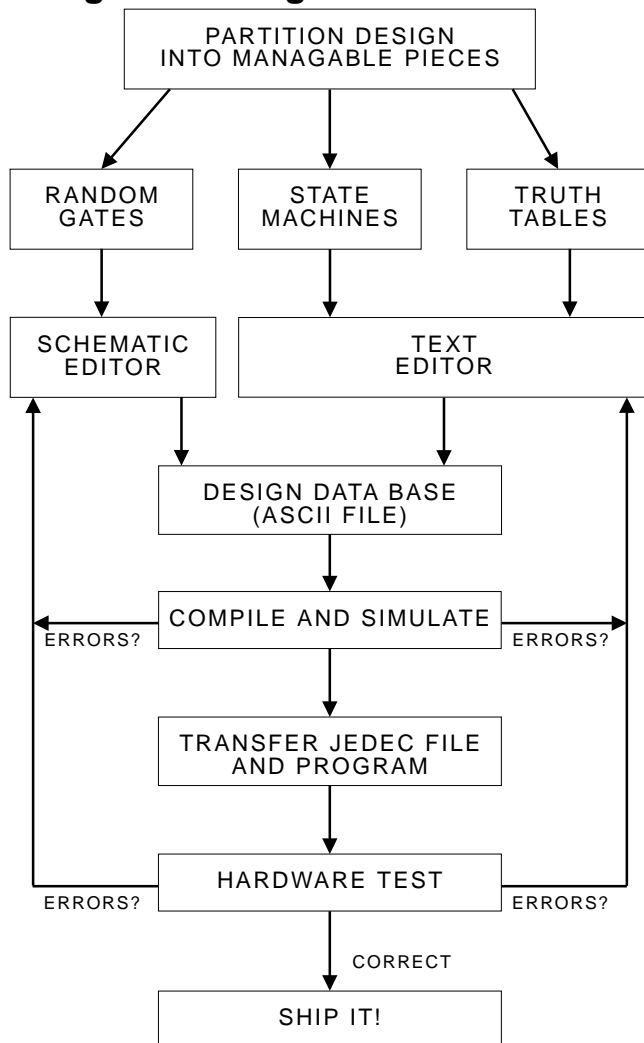 PARTITION DESIGN
INTO MANAGABLE PIECES
RANDOM
GATES
STATE
MACHINES
TRUTH
TABLES
SCHEMATIC
EDITOR
TEXT
EDITOR
DESIGN DATA BASE
(ASCII FILE)
COMPILE AND SIMULATE
ERRORS?
ERRORS?
TRANSFER JEDEC FILE
AND PROGRAM
HARDWARE TEST
ERRORS?
ERRORS?
CORRECT
SHIP IT!